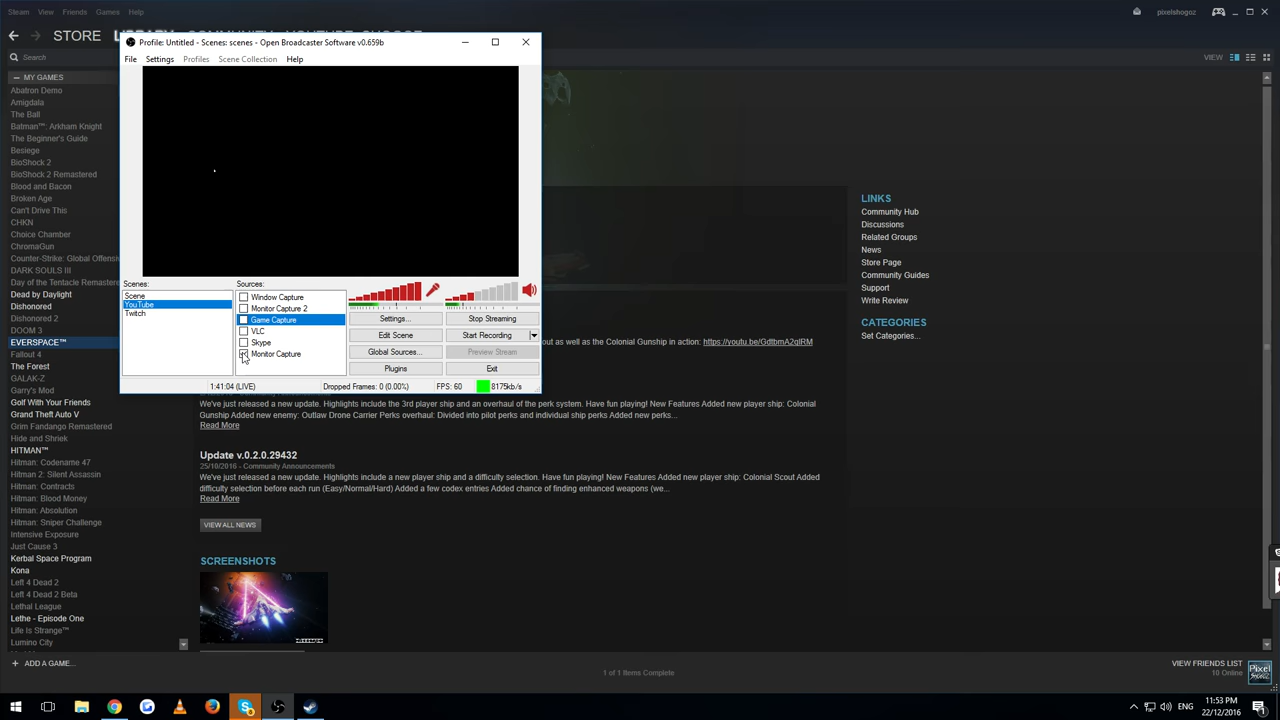 Steam View Friends Games Help
pixelshogoz
STORE
Profile: Untitled - Scenes: scenes - Open Broadcaster Software v0.659b
File Settings Profiles Scene Collection Help
Search
VIEW
MY GAMES
Abatron Demo
Amigdala
The Ball
Batman™: Arkham Knight
The Beginner's Guide
Besiege
BioShock 2
BioShock 2 Remastered
Blood and Bacon
Broken Age
Can't Drive This
CHKN
Choice Chamber
ChromaGun
Counter-Strike: Global Offensi
DARK SOULS III
Day of the Tentacle Remastered
Dead by Daylight
Dishonored
Dishonored 2
DOOM 3
EVERSPACE™
Fallout 4
The Forest
GALAK-Z
Garry's Mod
Golf With Your Friends
Grand Theft Auto V
Grim Fandango Remastered
Hide and Shriek
HITMAN™
Hitman: Codename 47
Hitman 2: Silent Assassin
Hitman: Contracts
Hitman: Blood Money
Hitman: Absolution
Hitman: Sniper Challenge
Intensive Exposure
Just Cause 3
Kerbal Space Program
Kona
Left 4 Dead 2
Left 4 Dead 2 Beta
Lethal League
Lethe - Episode One
Life Is Strange™
Lumino City
Scenes:
Scene
YouTube
Twitch
Sources:
Window Capture
Monitor Capture 2
Game Capture
VLC
Skype
Monitor Capture
Settings... Stop Streaming
Edit Scene Start Recording
Global Sources... Preview Stream
Plugins Exit
1:41:04 (LIVE) Dropped Frames: 0 (0.00%) FPS: 60 8175kb/s
out as well as the Colonial Gunship in action: https://youtu.be/GdtbmA2qlRM
We've just released a new update. Highlights include the 3rd player ship and an overhaul of the perk system. Have fun playing! New Features Added new player ship: Colonial
Gunship Added new enemy: Outlaw Drone Carrier Perks overhaul: Divided into pilot perks and individual ship perks Added new perks...
Read More
Update v.0.2.0.29432
25/10/2016 - Community Announcements
We've just released a new update. Highlights include a new player ship and a difficulty selection. Have fun playing! New Features Added new player ship: Colonial Scout Added
difficulty selection before each run (Easy/Normal/Hard) Added a few codex entries Added chance of finding enhanced weapons (we...
Read More
VIEW ALL NEWS
SCREENSHOTS
LINKS
Community Hub
Discussions
Related Groups
News
Store Page
Community Guides
Support
Write Review
CATEGORIES
Set Categories...
ADD A GAME...
1 of 1 Items Complete
VIEW FRIENDS LIST
10 Online
ENG
11:53 PM
22/12/2016